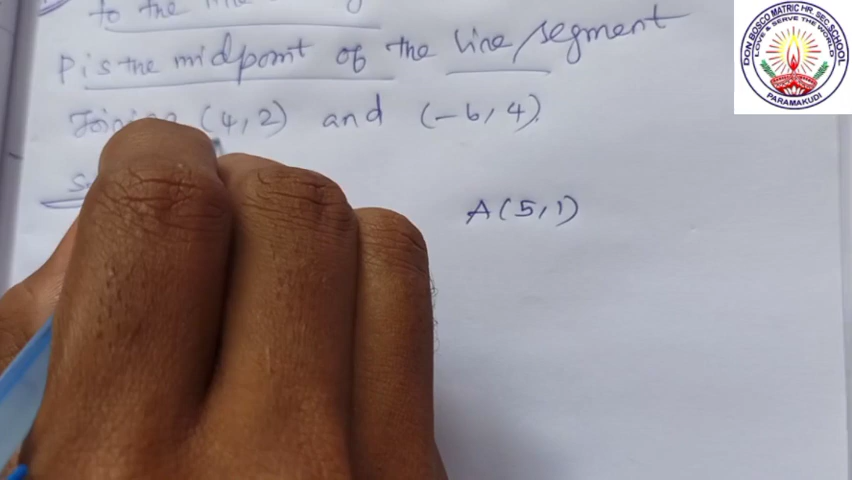 to the line
P is the midpoint of the line segment
Joining (4,2) and (-6,4).
A(5,1)
DON BOSCO MATRIC HR. SEC. SCHOOL
LOVE & SERVE THE WORLD
PARAMAKUDI